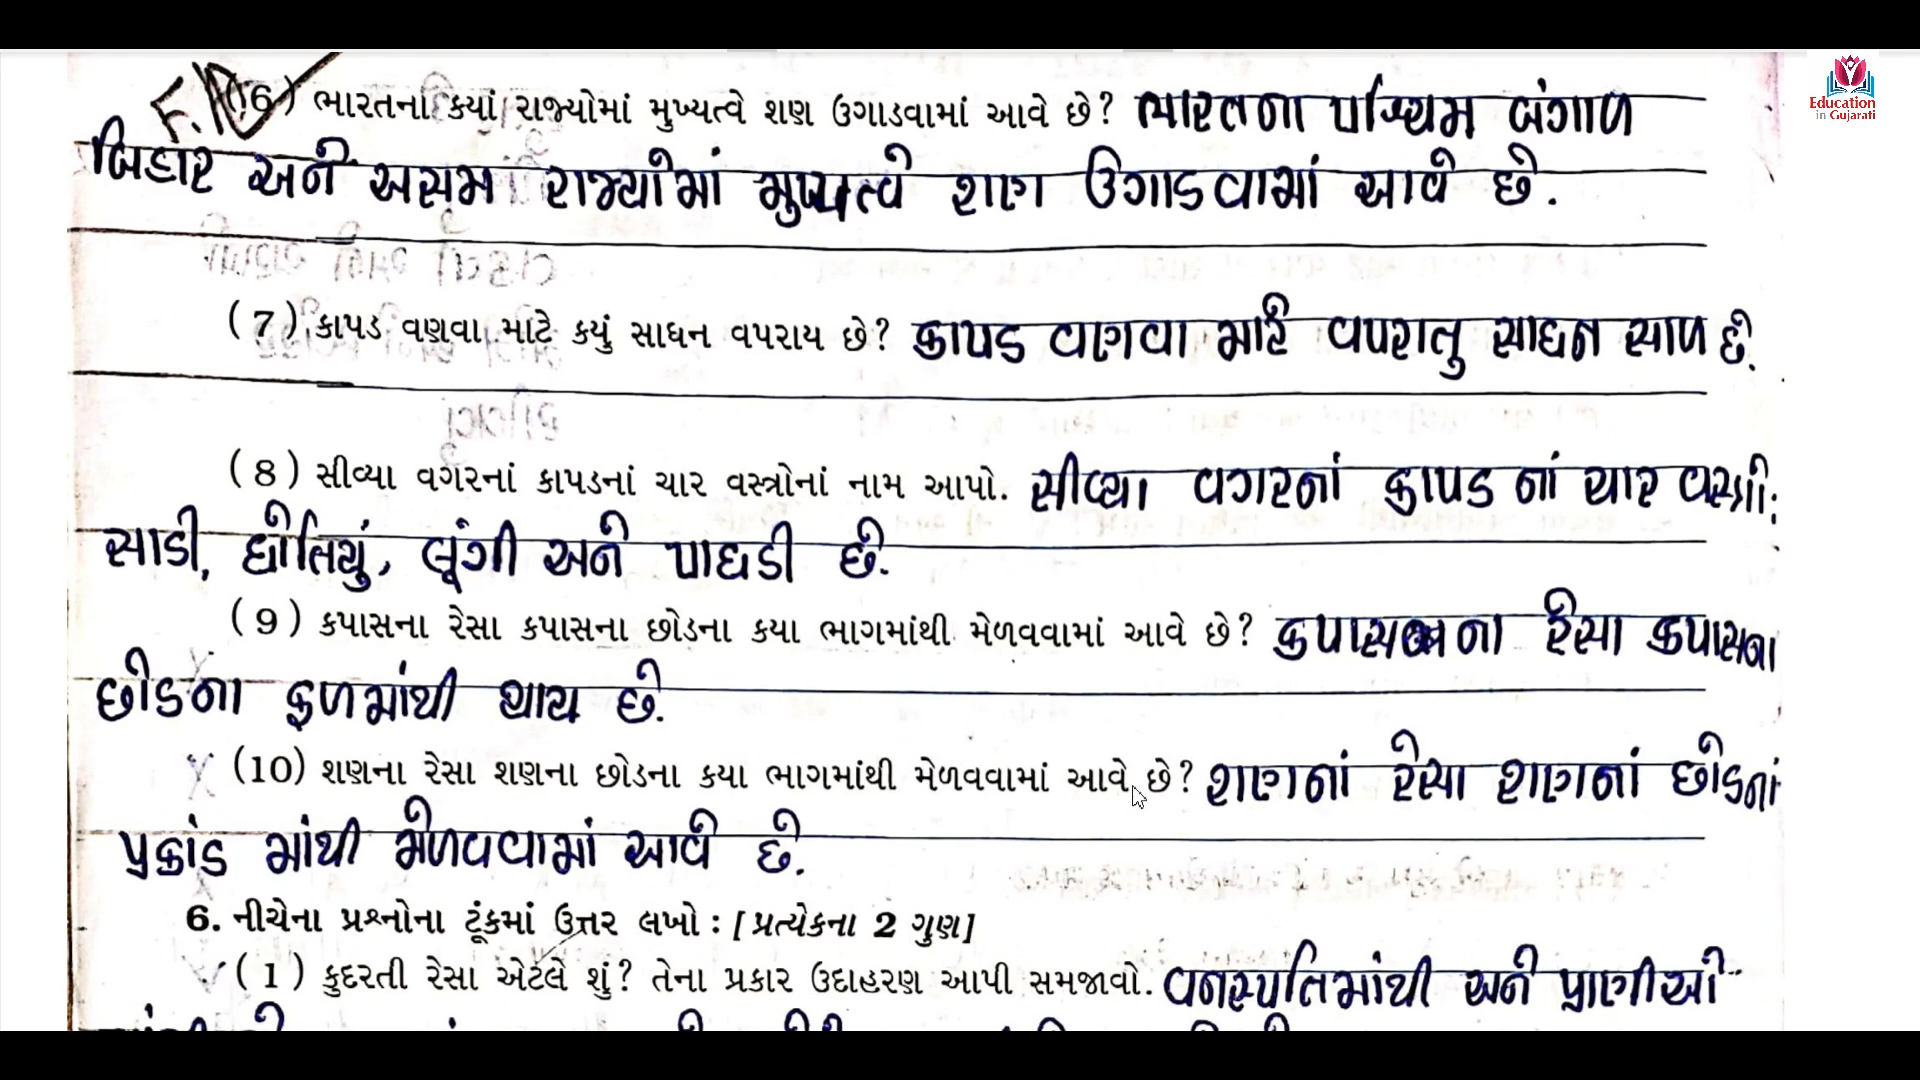 (6) ભારતના કયાં રાજ્યોમાં મુખ્યત્વે શણ ઉગાડવામાં આવે છે? ભારતના પશ્ચિમ બંગાળ
બિહાર અને અસમ રાજ્યોમાં મુખ્યત્વે શણ ઉગાડવામાં આવે છે.
(7) કાપડ વણવા માટે કયું સાધન વપરાય છે? કાપડ વણવા માટે વપરાતુ સાધન સાળ છે.
(8) સીવ્યા વગરનાં કાપડનાં ચાર વસ્ત્રોનાં નામ આપો. સીવ્યા વગરનાં કાપડ નાં ચાર વસ્ત્રો:
સાડી, ધોતિયું, લૂંગી અને પાઘડી છે.
(9) કપાસના રેસા કપાસના છોડના કયા ભાગમાંથી મેળવવામાં આવે છે? કપાસના રેસા કપાસના
છોડના ફળમાંથી થાય છે.
(10) શણના રેસા શણના છોડના કયા ભાગમાંથી મેળવવામાં આવે છે? શણનાં રેસા શણનાં છોડનાં
પ્રકાંડ માંથી મેળવવામાં આવે છે.
6. નીચેના પ્રશ્નોના ટૂંકમાં ઉત્તર લખો : [પ્રત્યેકના 2 ગુણ]
(1) કુદરતી રેસા એટલે શું? તેના પ્રકાર ઉદાહરણ આપી સમજાવો. વનસ્પતિમાંથી અને પ્રાણીઓ
Education
in Gujarati